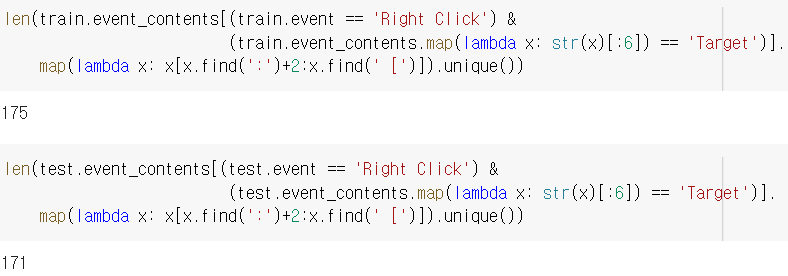 len(train.event_contents[(train.event == 'Right Click') &
(train.event_contents.map(lambda x: str(x)[:6]) == 'Target')].
map(lambda x: x[x.find(':')+2:x.find(' [')]).unique())
175
len(test.event_contents[(test.event == 'Right Click') &
(test.event_contents.map(lambda x: str(x)[:6]) == 'Target')].
map(lambda x: x[x.find(':')+2:x.find(' [')]).unique())
171